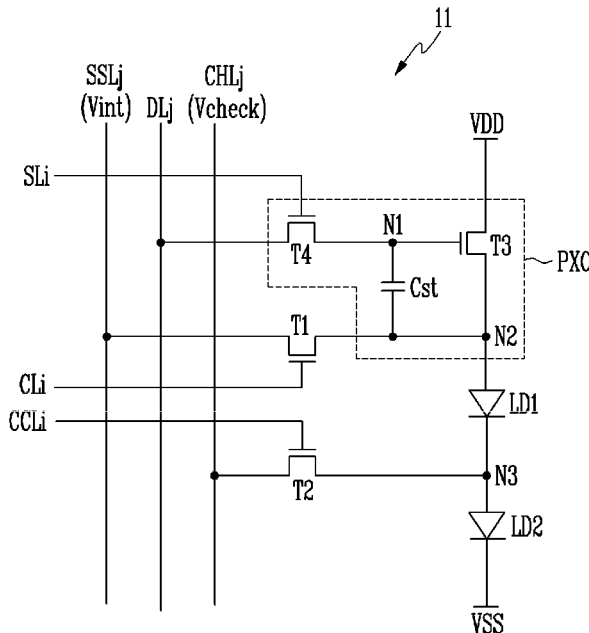 11
SSLj
(Vint)
DLj
CHLj
(Vcheck)
VDD
SLi
N1
T3
T4
PXC
Cst
T1
N2
CLi
LD1
CCLi
T2
N3
LD2
VSS